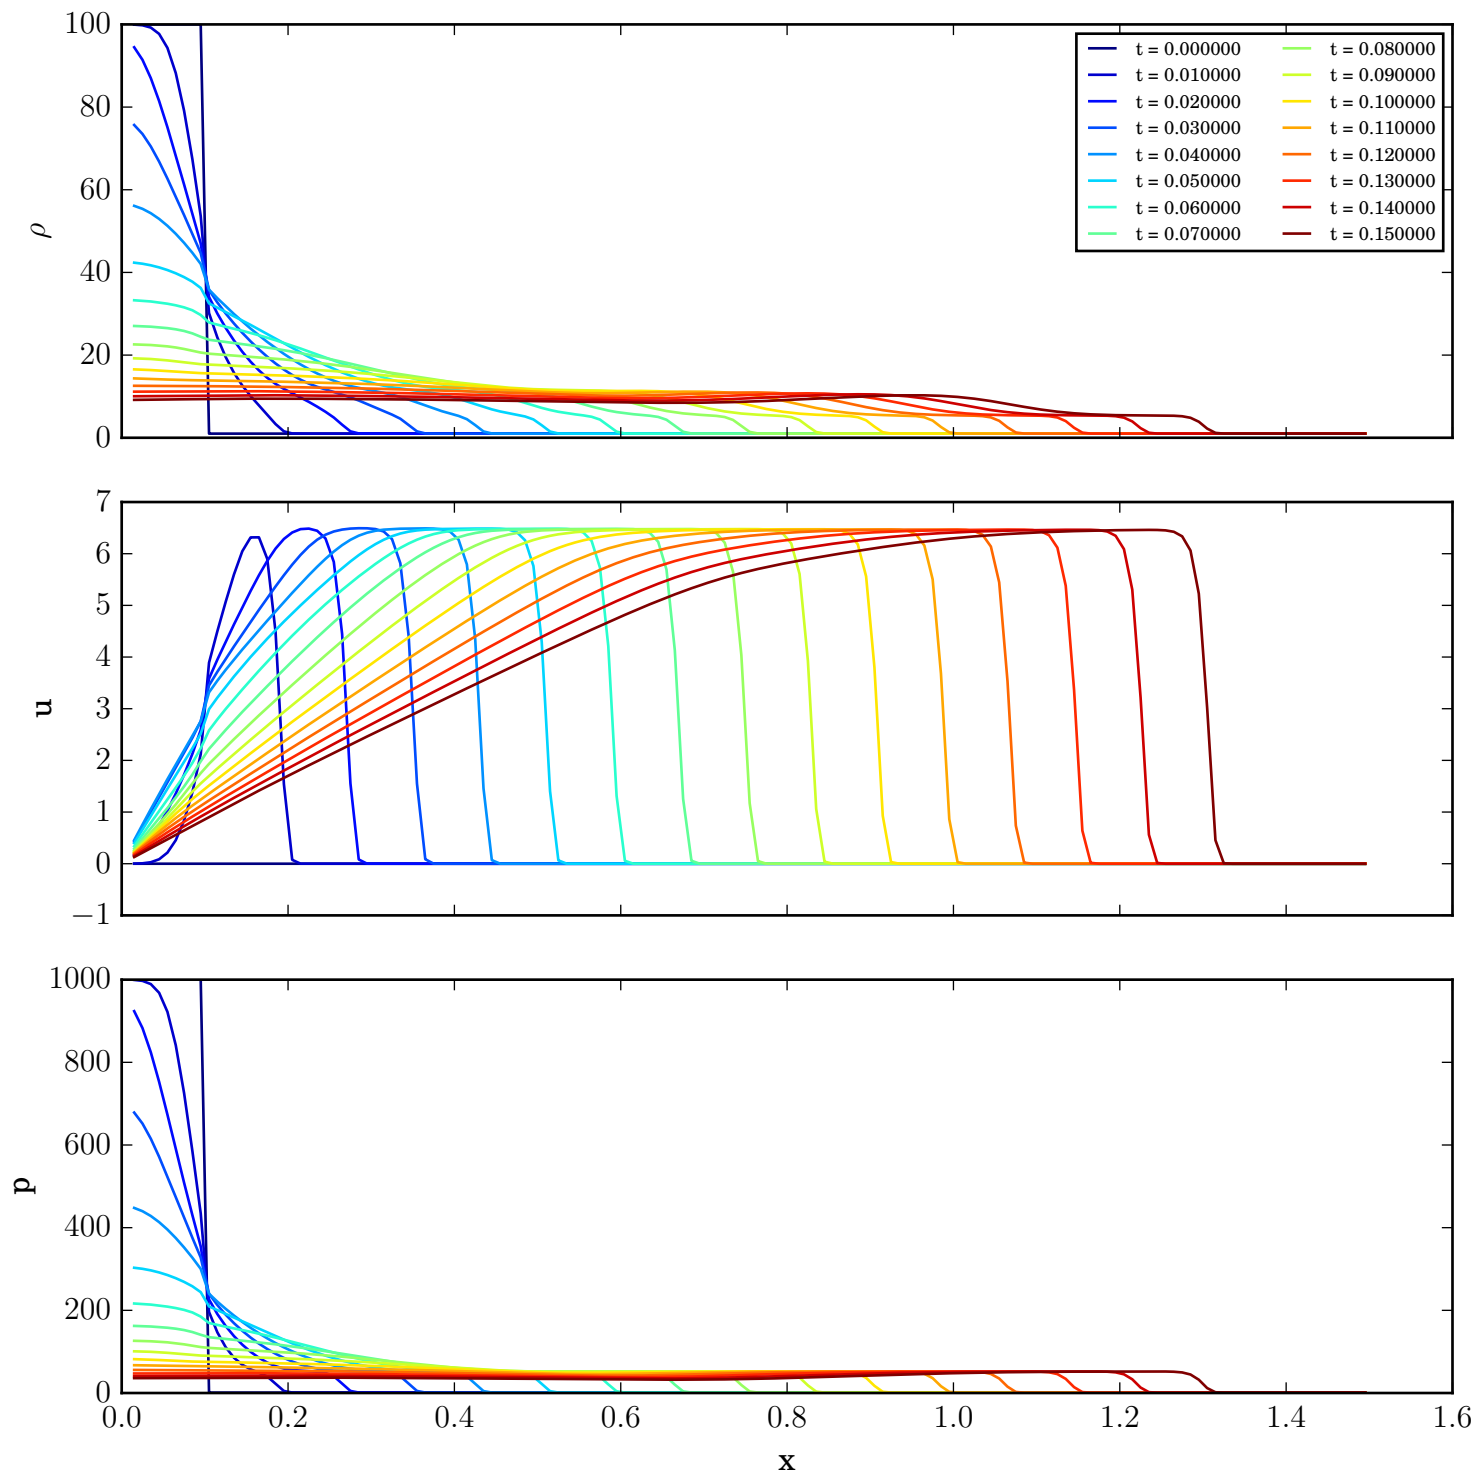 100
80
60
40
20
0
ρ
t = 0.000000 t = 0.080000
t = 0.010000 t = 0.090000
t = 0.020000 t = 0.100000
t = 0.030000 t = 0.110000
t = 0.040000 t = 0.120000
t = 0.050000 t = 0.130000
t = 0.060000 t = 0.140000
t = 0.070000 t = 0.150000
7
6
5
4
3
2
1
0
−1
u
1000
800
600
400
200
0
p
0.0 0.2 0.4 0.6 0.8 1.0 1.2 1.4 1.6
x